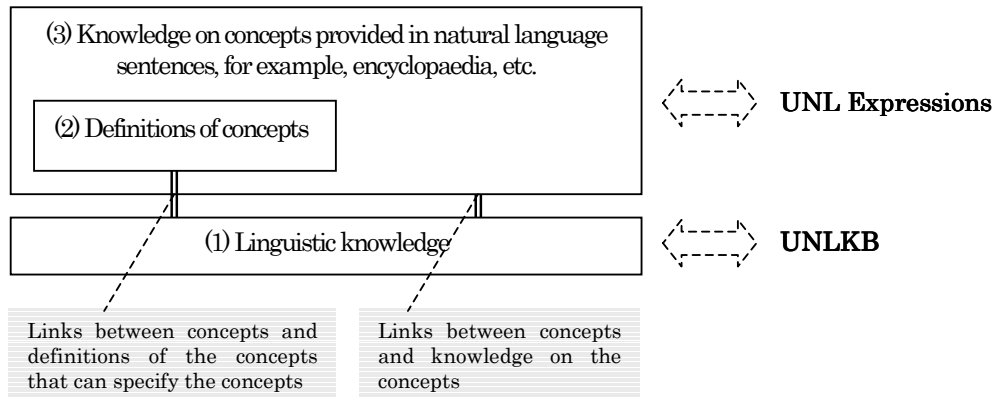 (3) Knowledge on concepts provided in natural language
sentences, for example, encyclopaedia, etc.
UNL Expressions
(2) Definitions of concepts
(1) Linguistic knowledge
UNLKB
Links between concepts and
definitions of the concepts
that can specify the concepts
Links between concepts
and knowledge on the
concepts